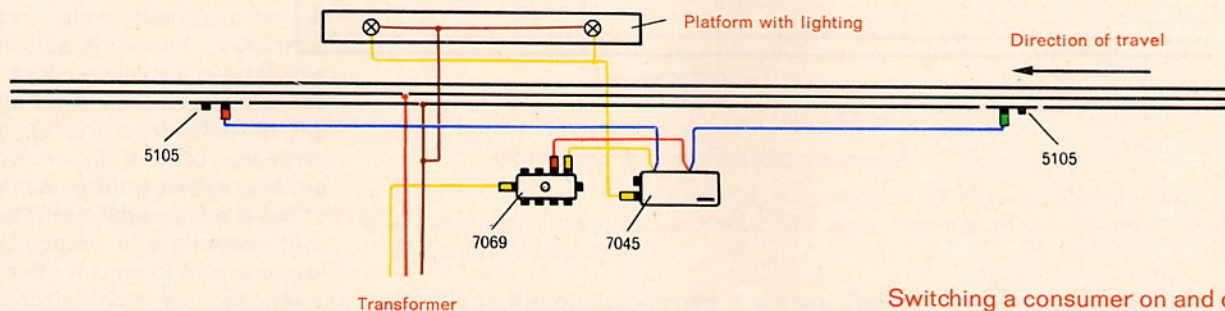 Platform with lighting
Direction of travel
5105
5105
7069
7045
Transformer
Switching a consumer on and